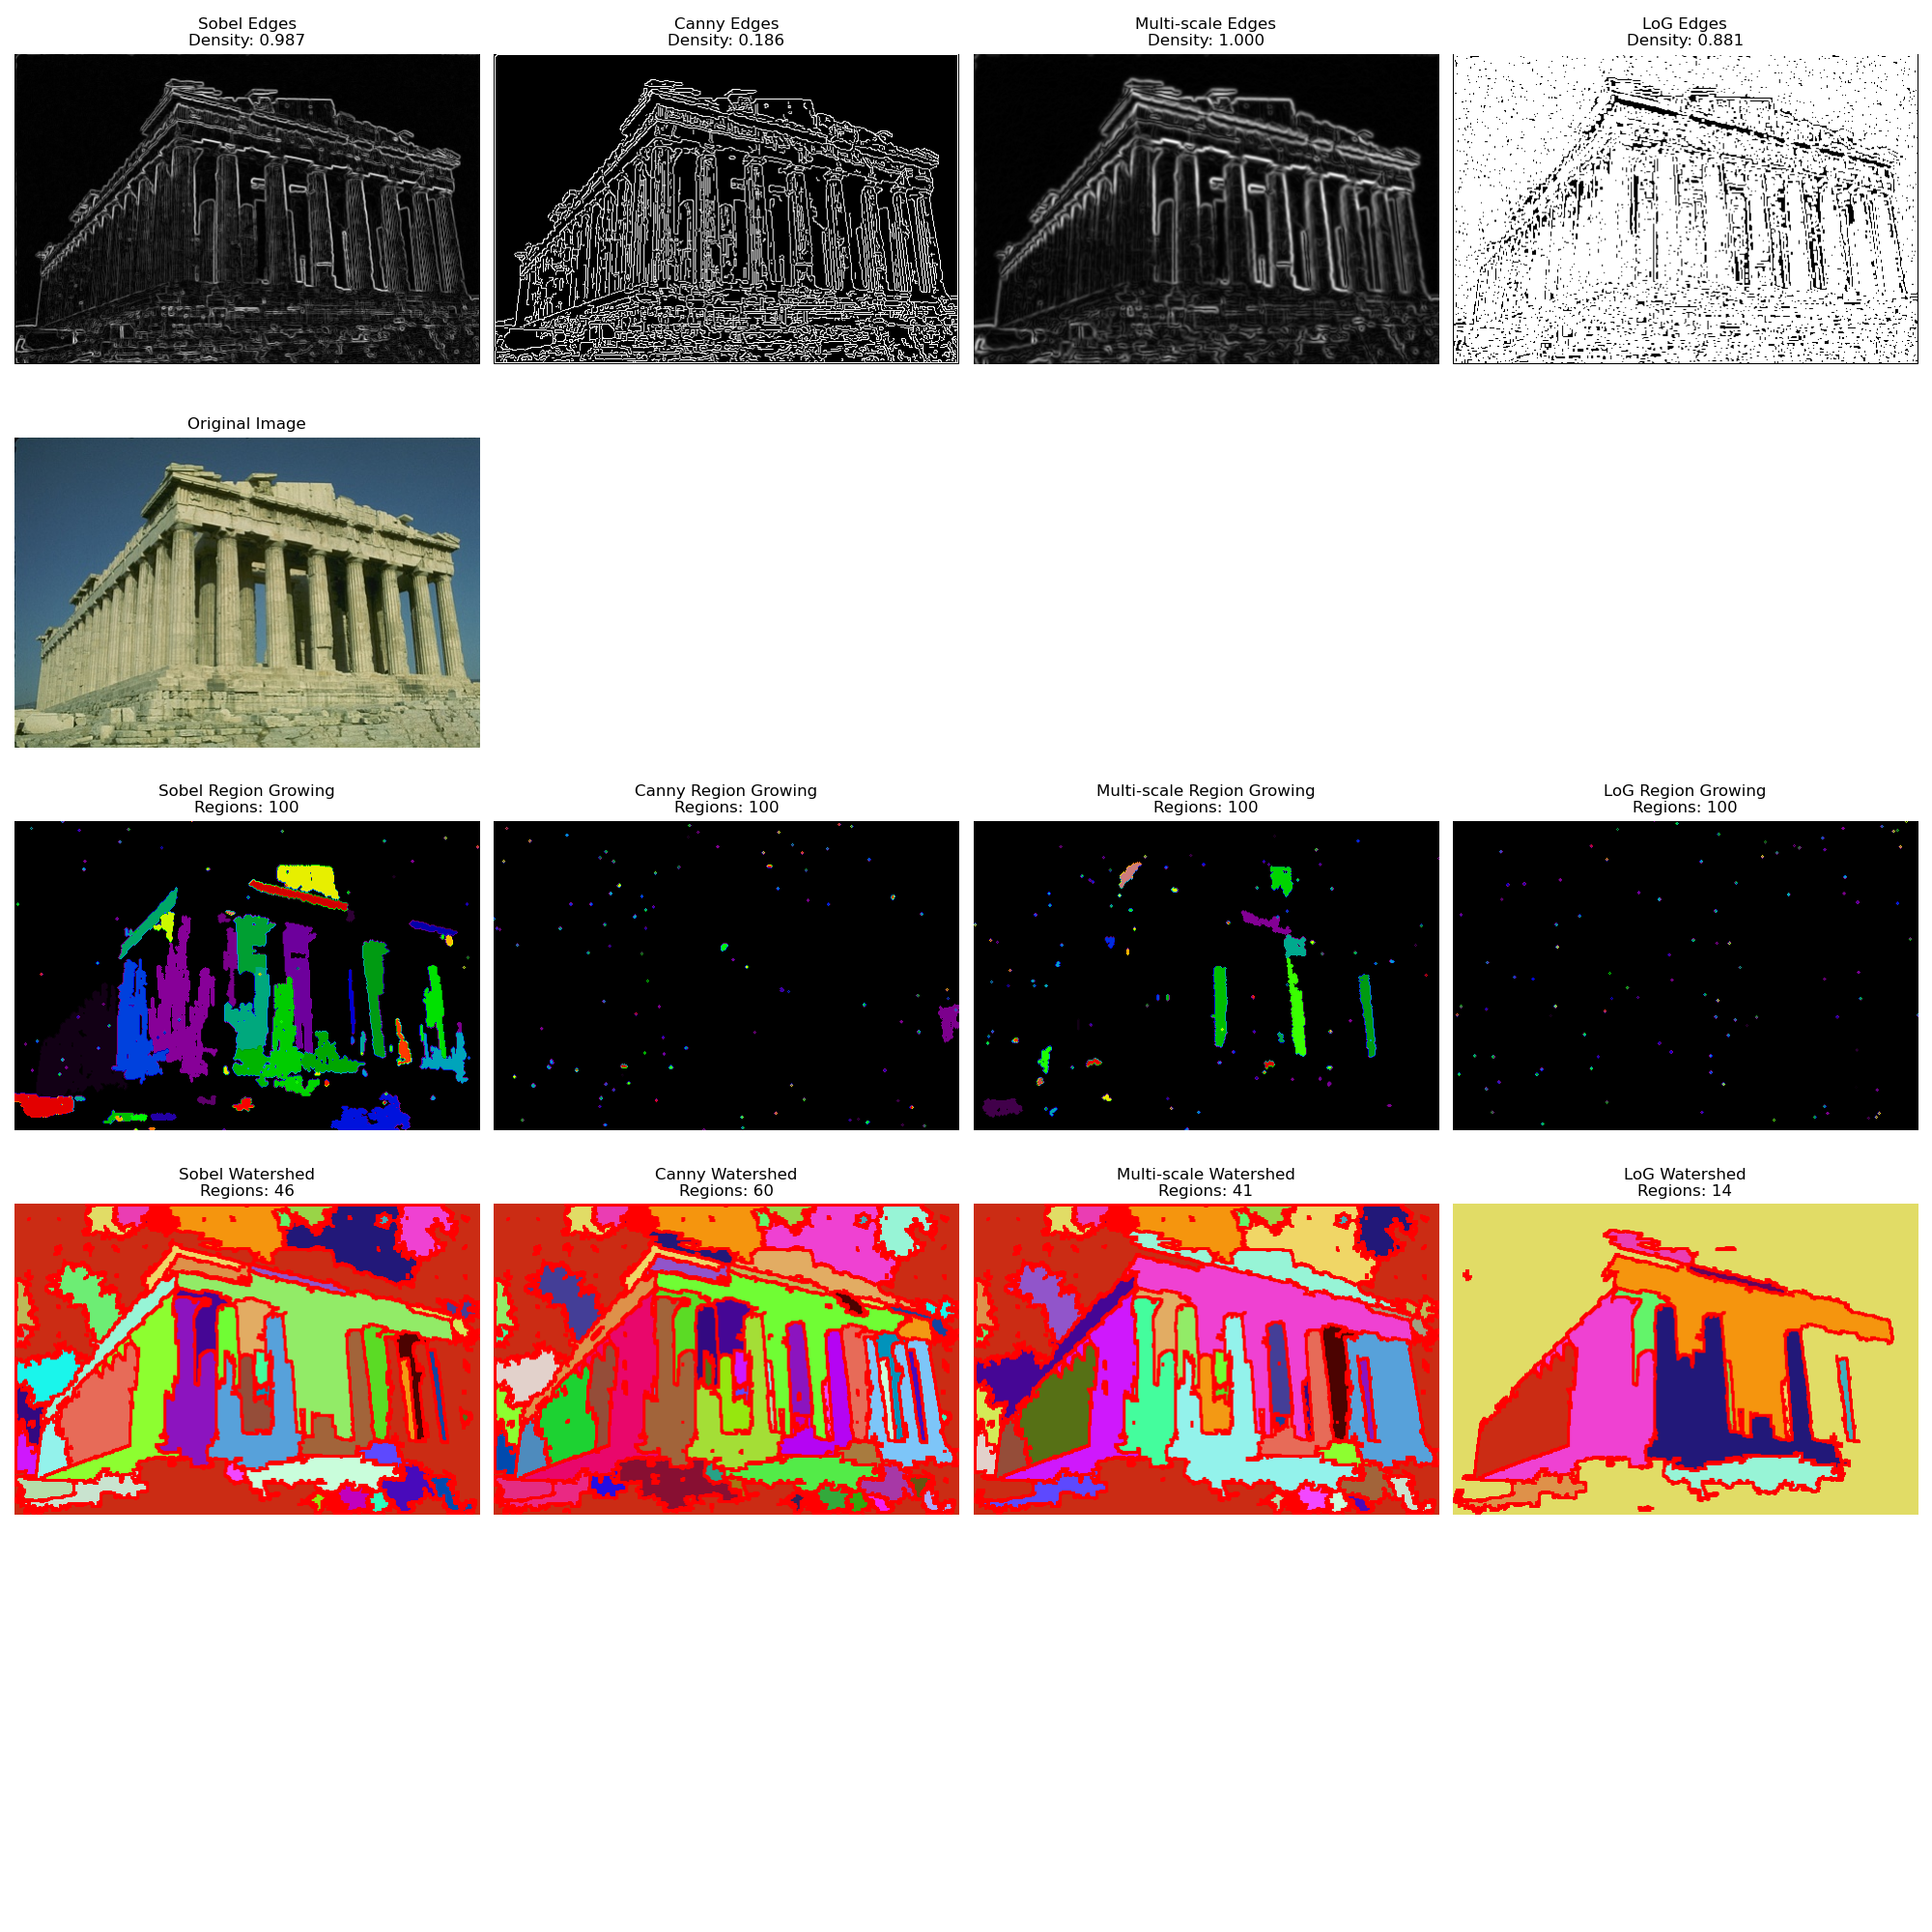 Sobel Edges
Density: 0.987
Canny Edges
Density: 0.186
Multi-scale Edges
Density: 1.000
LoG Edges
Density: 0.881
Original Image
Sobel Region Growing
Regions: 100
Canny Region Growing
Regions: 100
Multi-scale Region Growing
Regions: 100
LoG Region Growing
Regions: 100
Sobel Watershed
Regions: 46
Canny Watershed
Regions: 60
Multi-scale Watershed
Regions: 41
LoG Watershed
Regions: 14